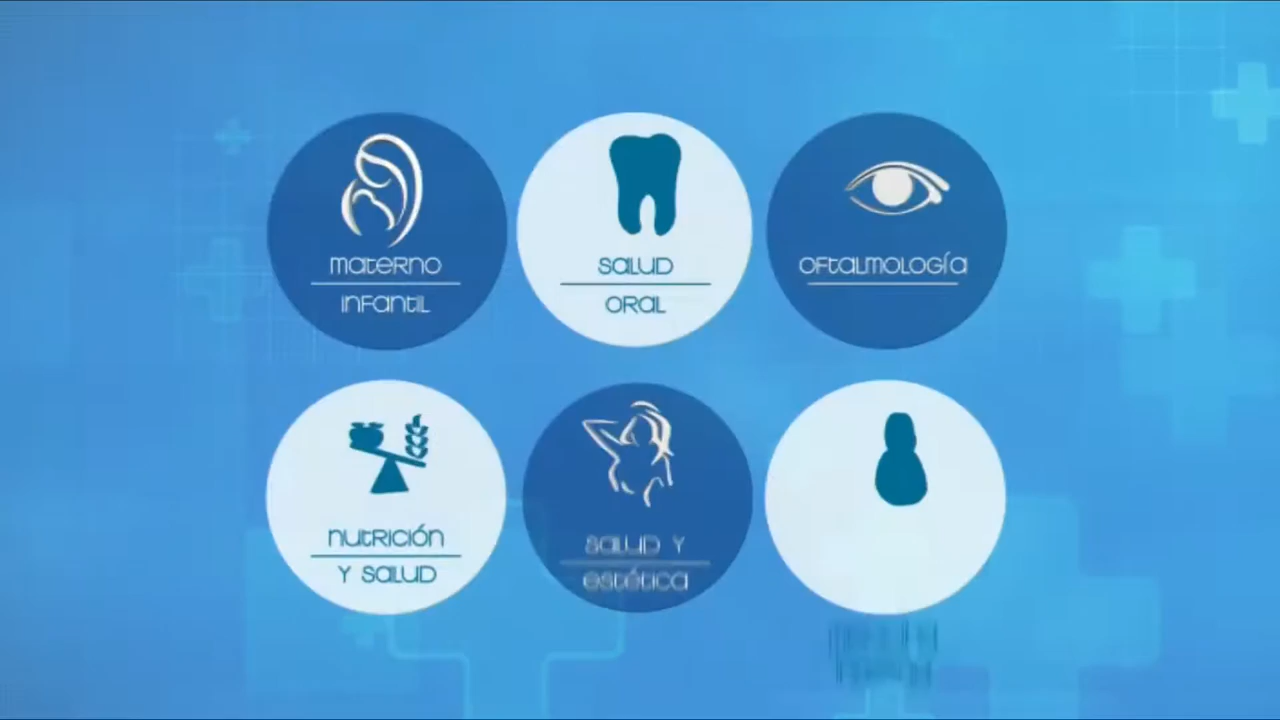 materno
infantil
salud
oral
oftalmología
nutrición
y salud
salud y
estética